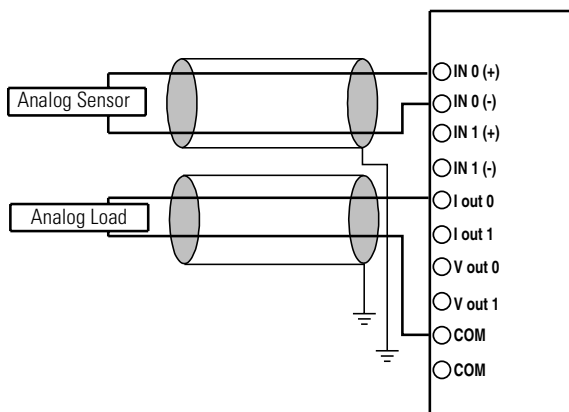 Analog Sensor
Analog Load
IN 0 (+)
IN 0 (-)
IN 1 (+)
IN 1 (-)
I out 0
I out 1
V out 0
V out 1
COM
COM